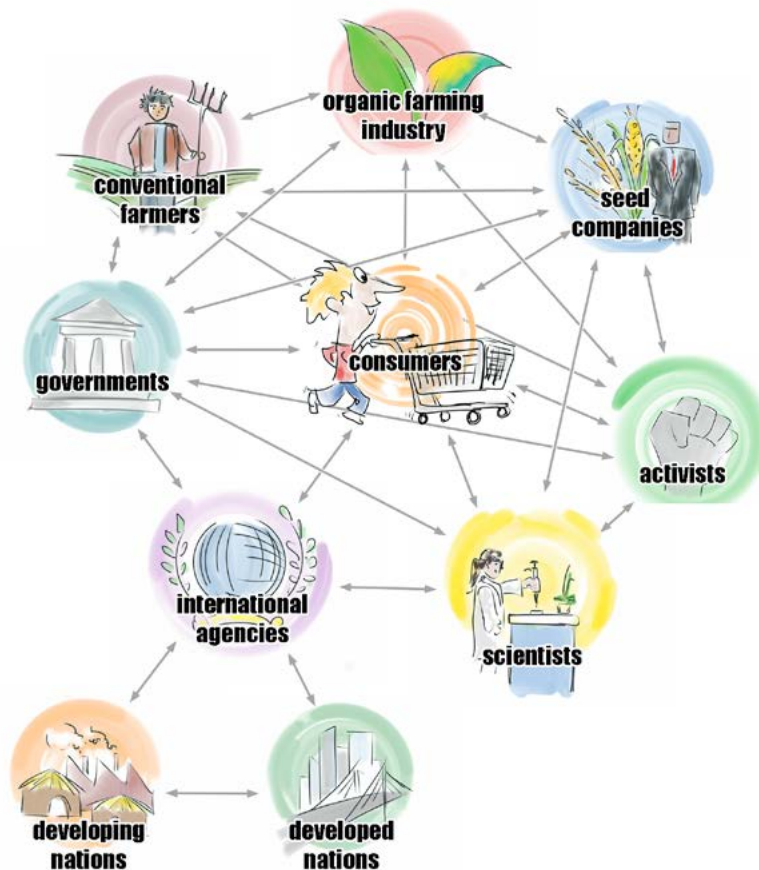 organic farming
industry
conventional
farmers
seed
companies
governments
consumers
activists
international
agencies
scientists
developing
nations
developed
nations